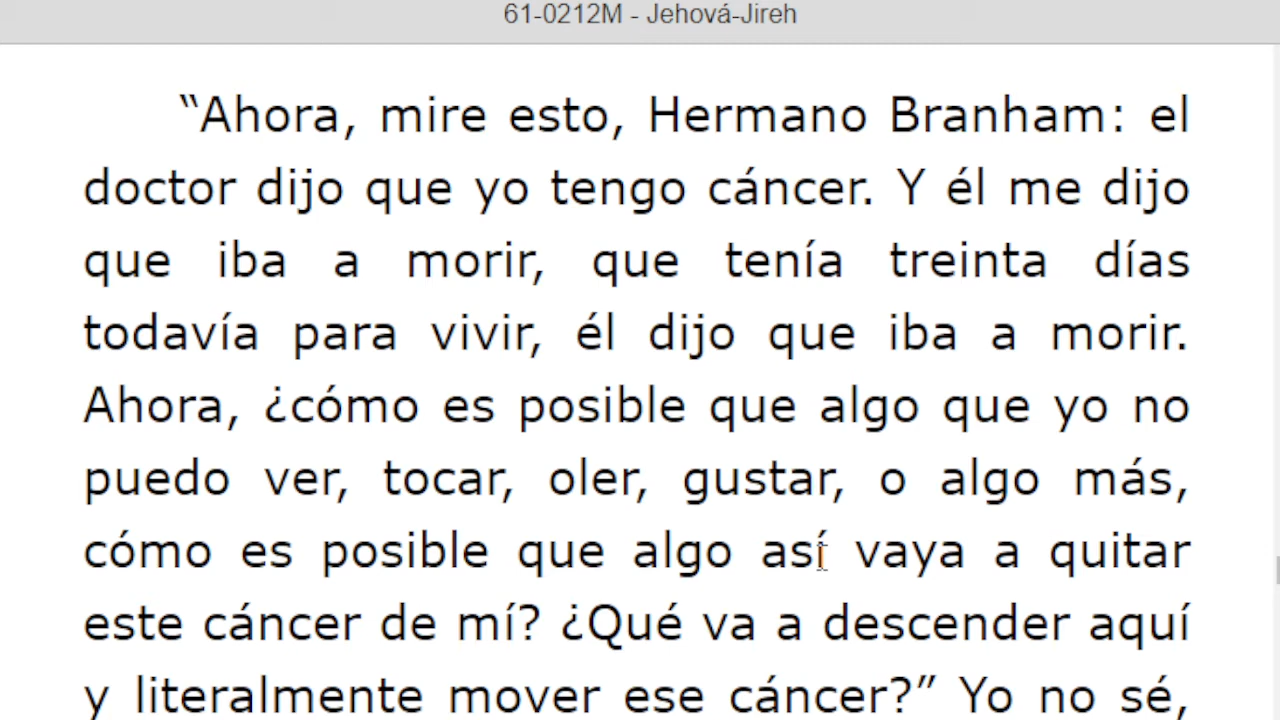 61-0212M - Jehová-Jireh
“Ahora, mire esto, Hermano Branham: el
doctor dijo que yo tengo cáncer. Y él me dijo
que iba a morir, que tenía treinta días
todavía para vivir, él dijo que iba a morir.
Ahora, ¿cómo es posible que algo que yo no
puedo ver, tocar, oler, gustar, o algo más,
cómo es posible que algo así vaya a quitar
este cáncer de mí? ¿Qué va a descender aquí
y literalmente mover ese cáncer?” Yo no sé,